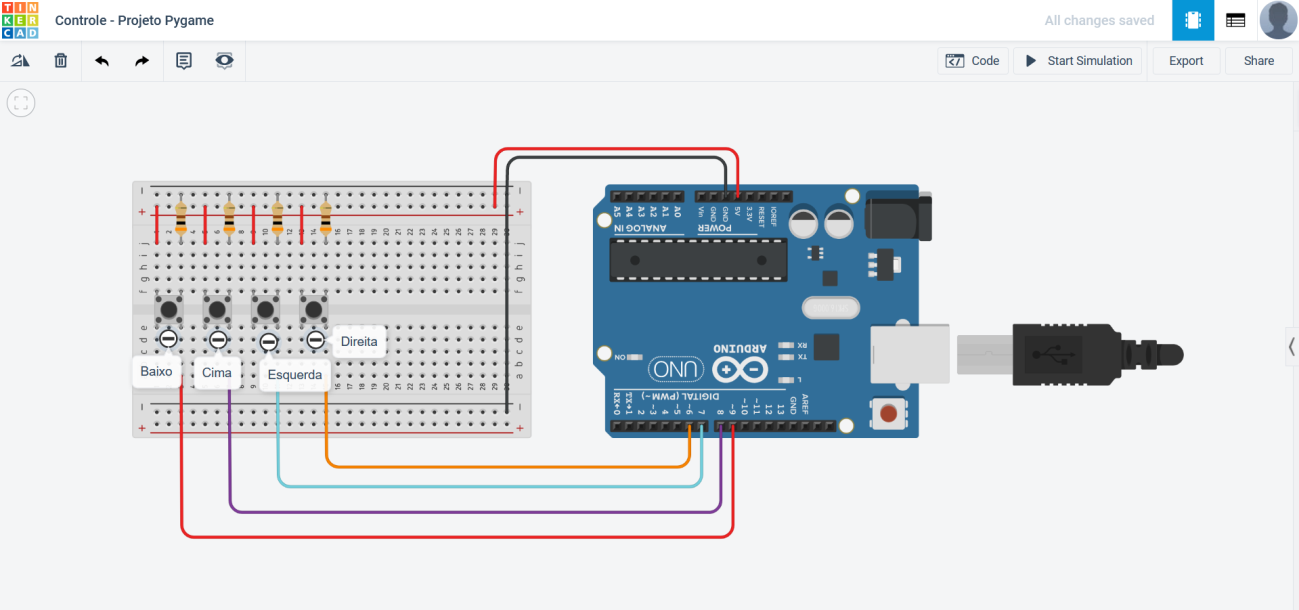 TIN
KER
CAD
Controle - Projeto Pygame
All changes saved
Code
Start Simulation
Export
Share
A5 A4 A3 A2 A1 A0
Vin GND GND 5V 3.3V RESET IOREF
ANALOG IN
POWER
j
i
h
g
f
e
d
c
b
a
Baixo
Cima
Esquerda
Direita
ON
UNO
ARDUINO
RX
TX
L
DIGITAL (PWM~)
RX←0 TX→1 2 ~3 4 ~5 ~6 7 8 ~9 ~10 ~11 12 13 GND AREF